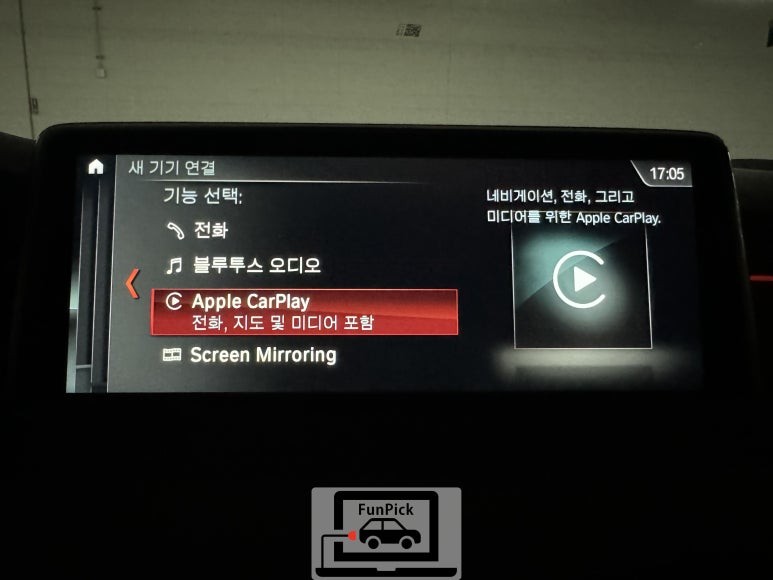 새 기기 연결
17:05
기능 선택:
전화
블루투스 오디오
Apple CarPlay
전화, 지도 및 미디어 포함
Screen Mirroring
네비게이션, 전화, 그리고
미디어를 위한 Apple CarPlay.
FunPick